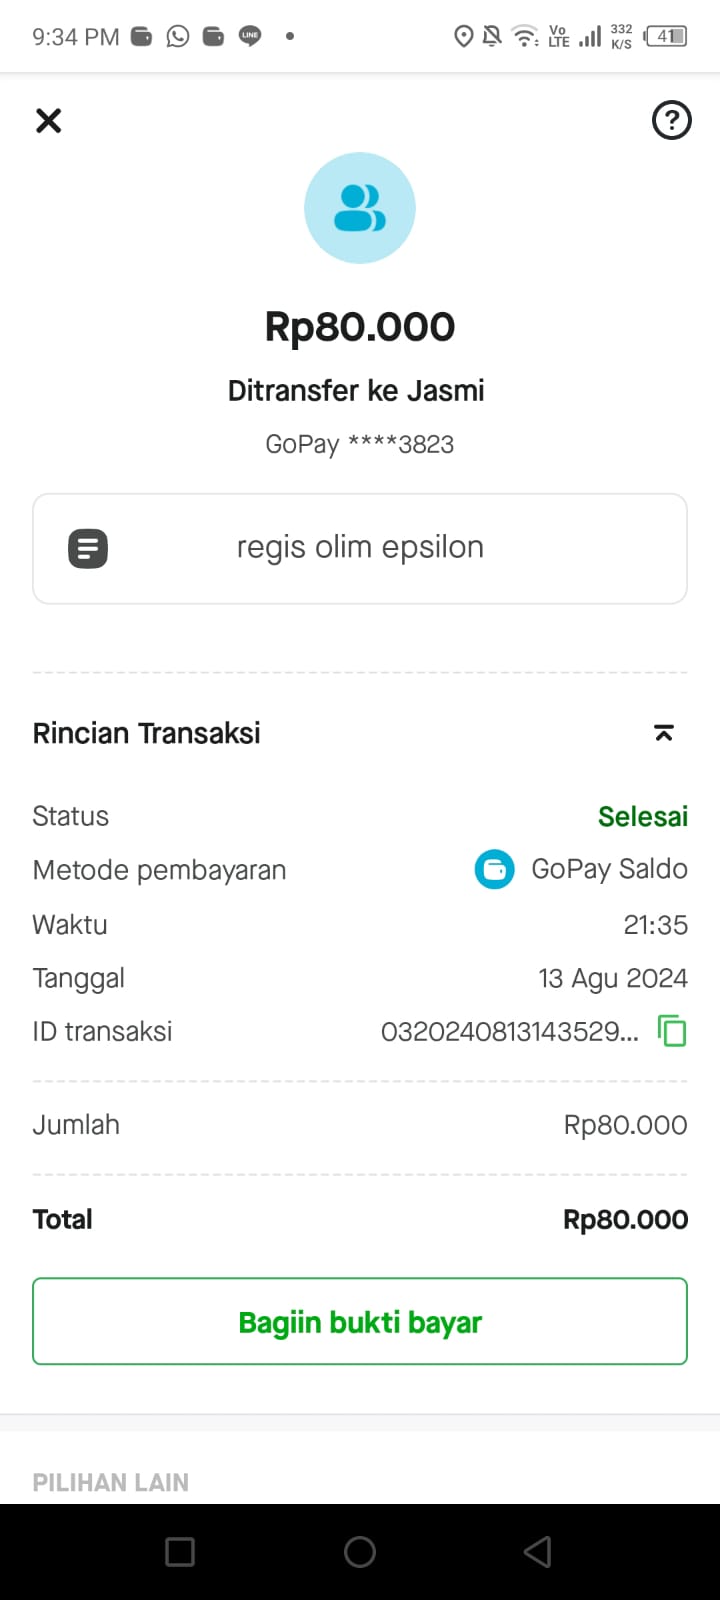 9:34 PM LINE Vo LTE 332 K/S 41
?
Rp80.000
Ditransfer ke Jasmi
GoPay ****3823
regis olim epsilon
Rincian Transaksi
Status Selesai
Metode pembayaran GoPay Saldo
Waktu 21:35
Tanggal 13 Agu 2024
ID transaksi 0320240813143529...
Jumlah Rp80.000
Total Rp80.000
Bagiin bukti bayar
PILIHAN LAIN